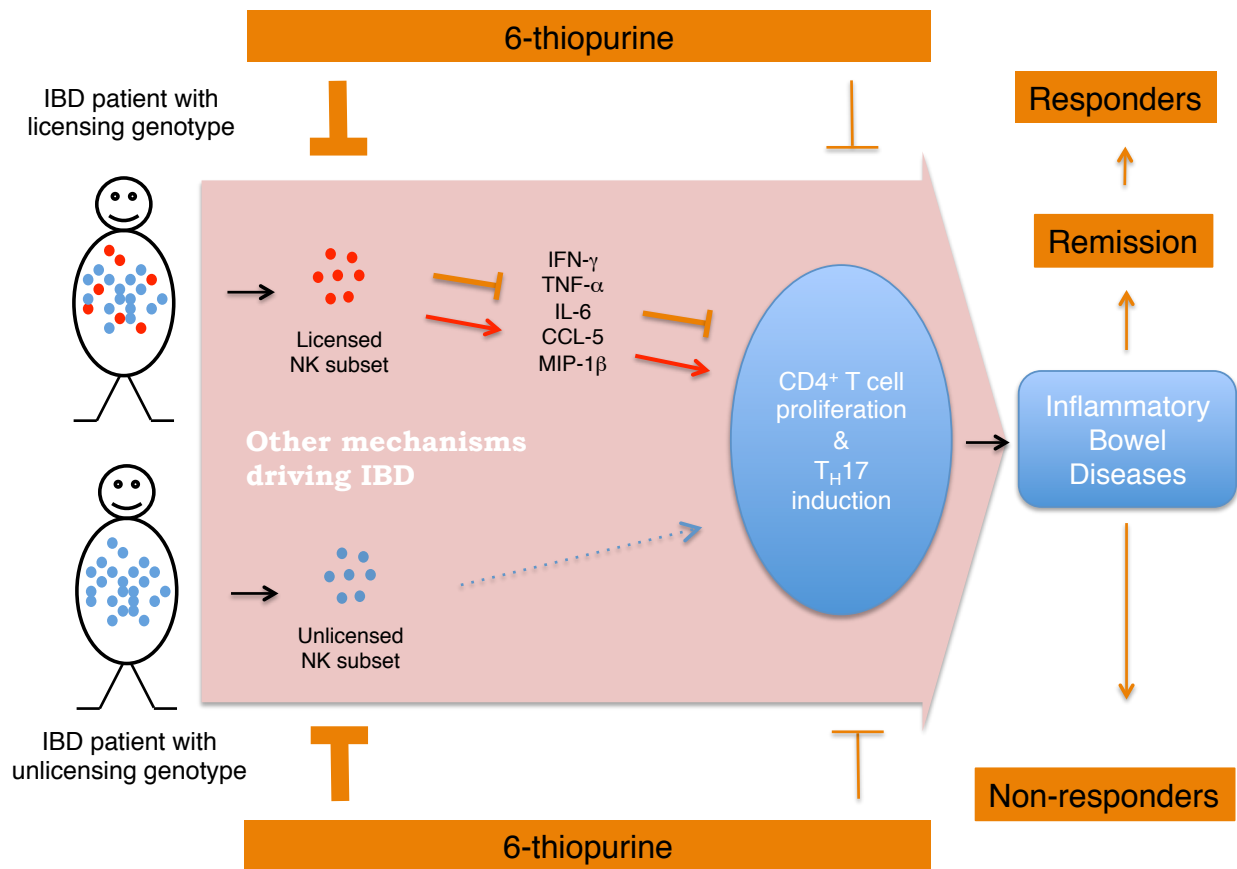 6-thiopurine
IBD patient with
licensing genotype
Responders
Remission
IFN-γ
TNF-α
IL-6
CCL-5
MIP-1β
Licensed
NK subset
CD4⁺ T cell
proliferation
&
T_H17
induction
Inflammatory
Bowel
Diseases
Other mechanisms
driving IBD
Unlicensed
NK subset
IBD patient with
unlicensing genotype
Non-responders
6-thiopurine